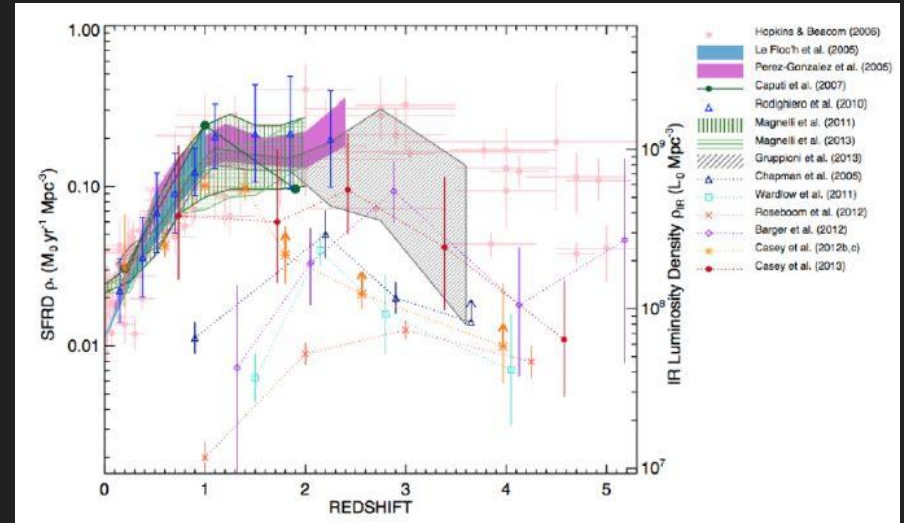 1.00
0.10
0.01
SFRD ρ* (M⊙ yr⁻¹ Mpc⁻³)
0 1 2 3 4 5
REDSHIFT
10⁹
10⁸
10⁷
IR Luminosity Density ρIR (L⊙ Mpc⁻³)
Hopkins & Beacom (2006)
Le Floc'h et al. (2005)
Perez-Gonzalez et al. (2005)
Caputi et al. (2007)
Rodighiero et al. (2010)
Magnelli et al. (2011)
Magnelli et al. (2013)
Gruppioni et al. (2013)
Chapman et al. (2005)
Wardlow et al. (2011)
Roseboom et al. (2012)
Barger et al. (2012)
Casey et al. (2012b,c)
Casey et al. (2013)